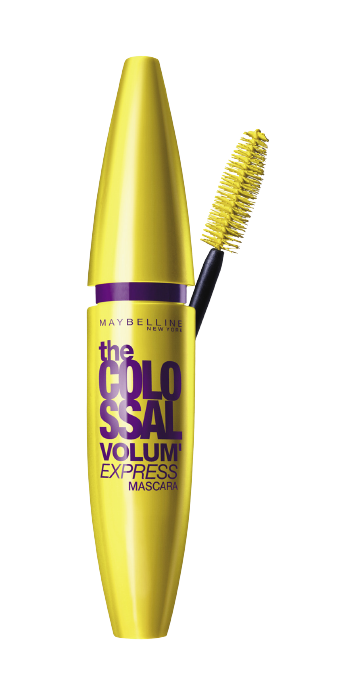 MAYBELLINE
NEW YORK
the
COLO
SSAL
VOLUM'
EXPRESS
MASCARA